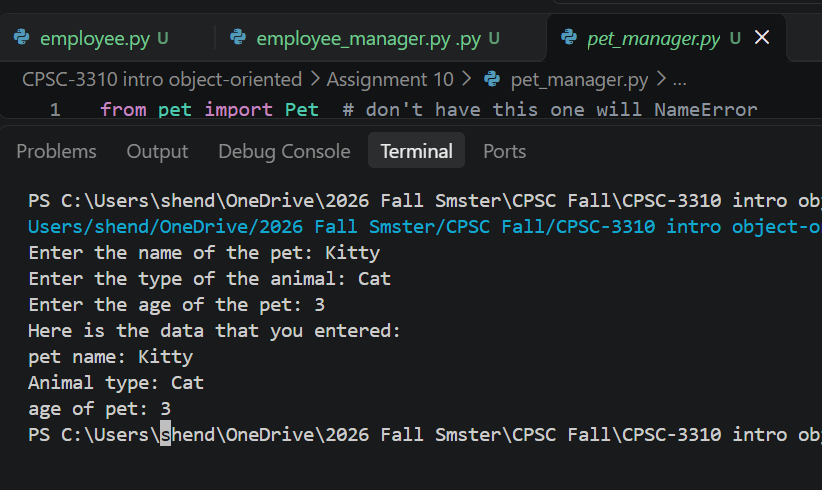 employee.py U employee_manager.py .py U pet_manager.py U
CPSC-3310 intro object-oriented > Assignment 10 > pet_manager.py > ...
1 from pet import Pet # don't have this one will NameError
Problems Output Debug Console Terminal Ports
PS C:\Users\shend\OneDrive\2026 Fall Smster\CPSC Fall\CPSC-3310 intro obj
Users/shend/OneDrive/2026 Fall Smster/CPSC Fall/CPSC-3310 intro object-o
Enter the name of the pet: Kitty
Enter the type of the animal: Cat
Enter the age of the pet: 3
Here is the data that you entered:
pet name: Kitty
Animal type: Cat
age of pet: 3
PS C:\Users\shend\OneDrive\2026 Fall Smster\CPSC Fall\CPSC-3310 intro obj